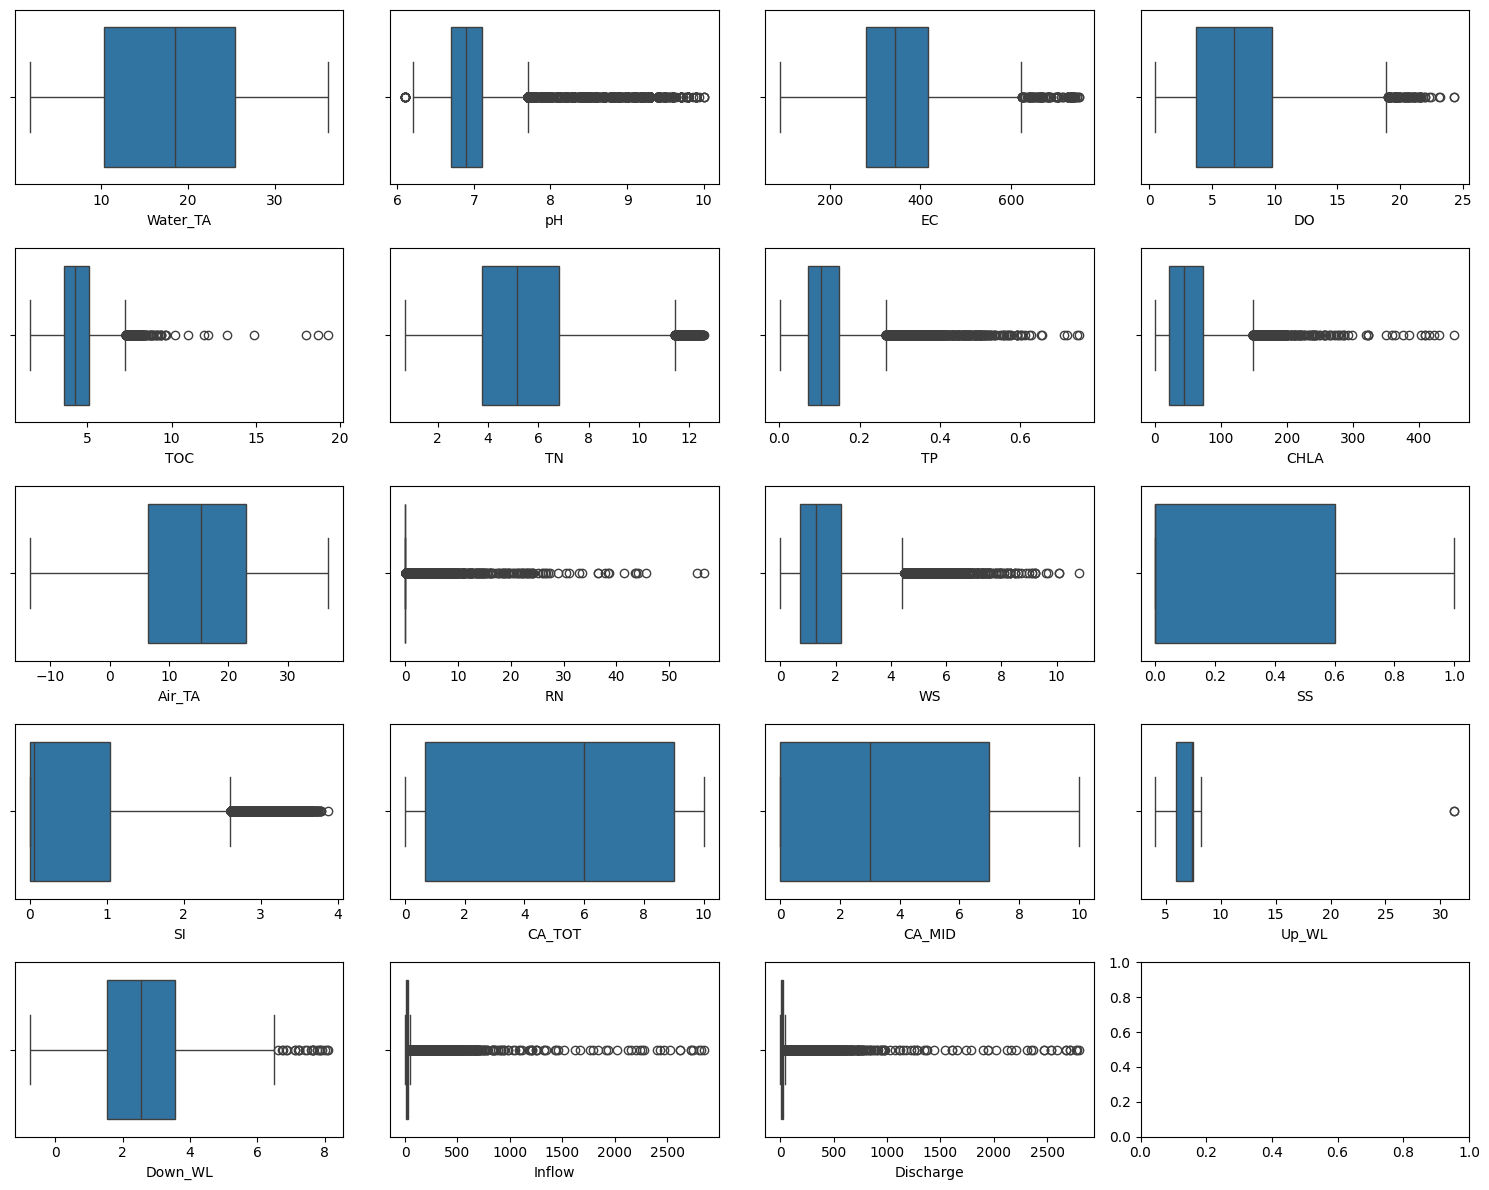 10 20 30
Water_TA
6 7 8 9 10
pH
200 400 600
EC
0 5 10 15 20 25
DO
5 10 15 20
TOC
2 4 6 8 10 12
TN
0.0 0.2 0.4 0.6
TP
0 100 200 300 400
CHLA
−10 0 10 20 30
Air_TA
0 10 20 30 40 50
RN
0 2 4 6 8 10
WS
0.0 0.2 0.4 0.6 0.8 1.0
SS
0 1 2 3 4
SI
0 2 4 6 8 10
CA_TOT
0 2 4 6 8 10
CA_MID
5 10 15 20 25 30
Up_WL
0 2 4 6 8
Down_WL
0 500 1000 1500 2000 2500
Inflow
0 500 1000 1500 2000 2500
Discharge
1.0
0.8
0.6
0.4
0.2
0.0
0.0 0.2 0.4 0.6 0.8 1.0